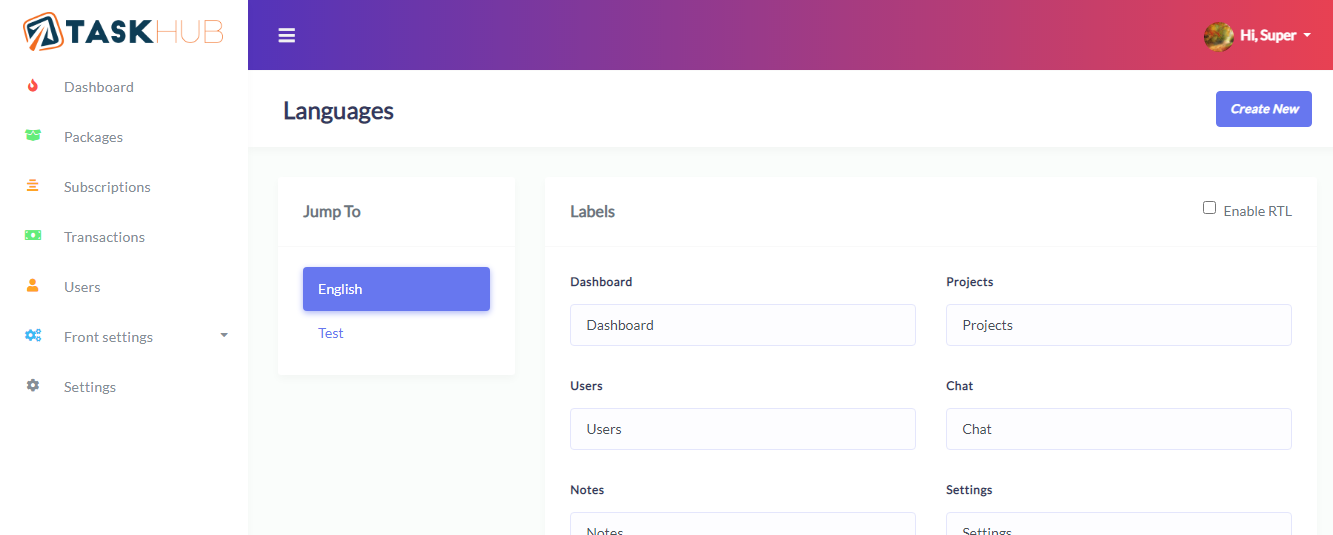 TASKHUB
Hi, Super
Dashboard
Packages
Subscriptions
Transactions
Users
Front settings
Settings
Languages
Create New
Jump To
English
Test
Labels
Enable RTL
Dashboard
Projects
Dashboard
Projects
Users
Chat
Users
Chat
Notes
Settings
Notes
Settings